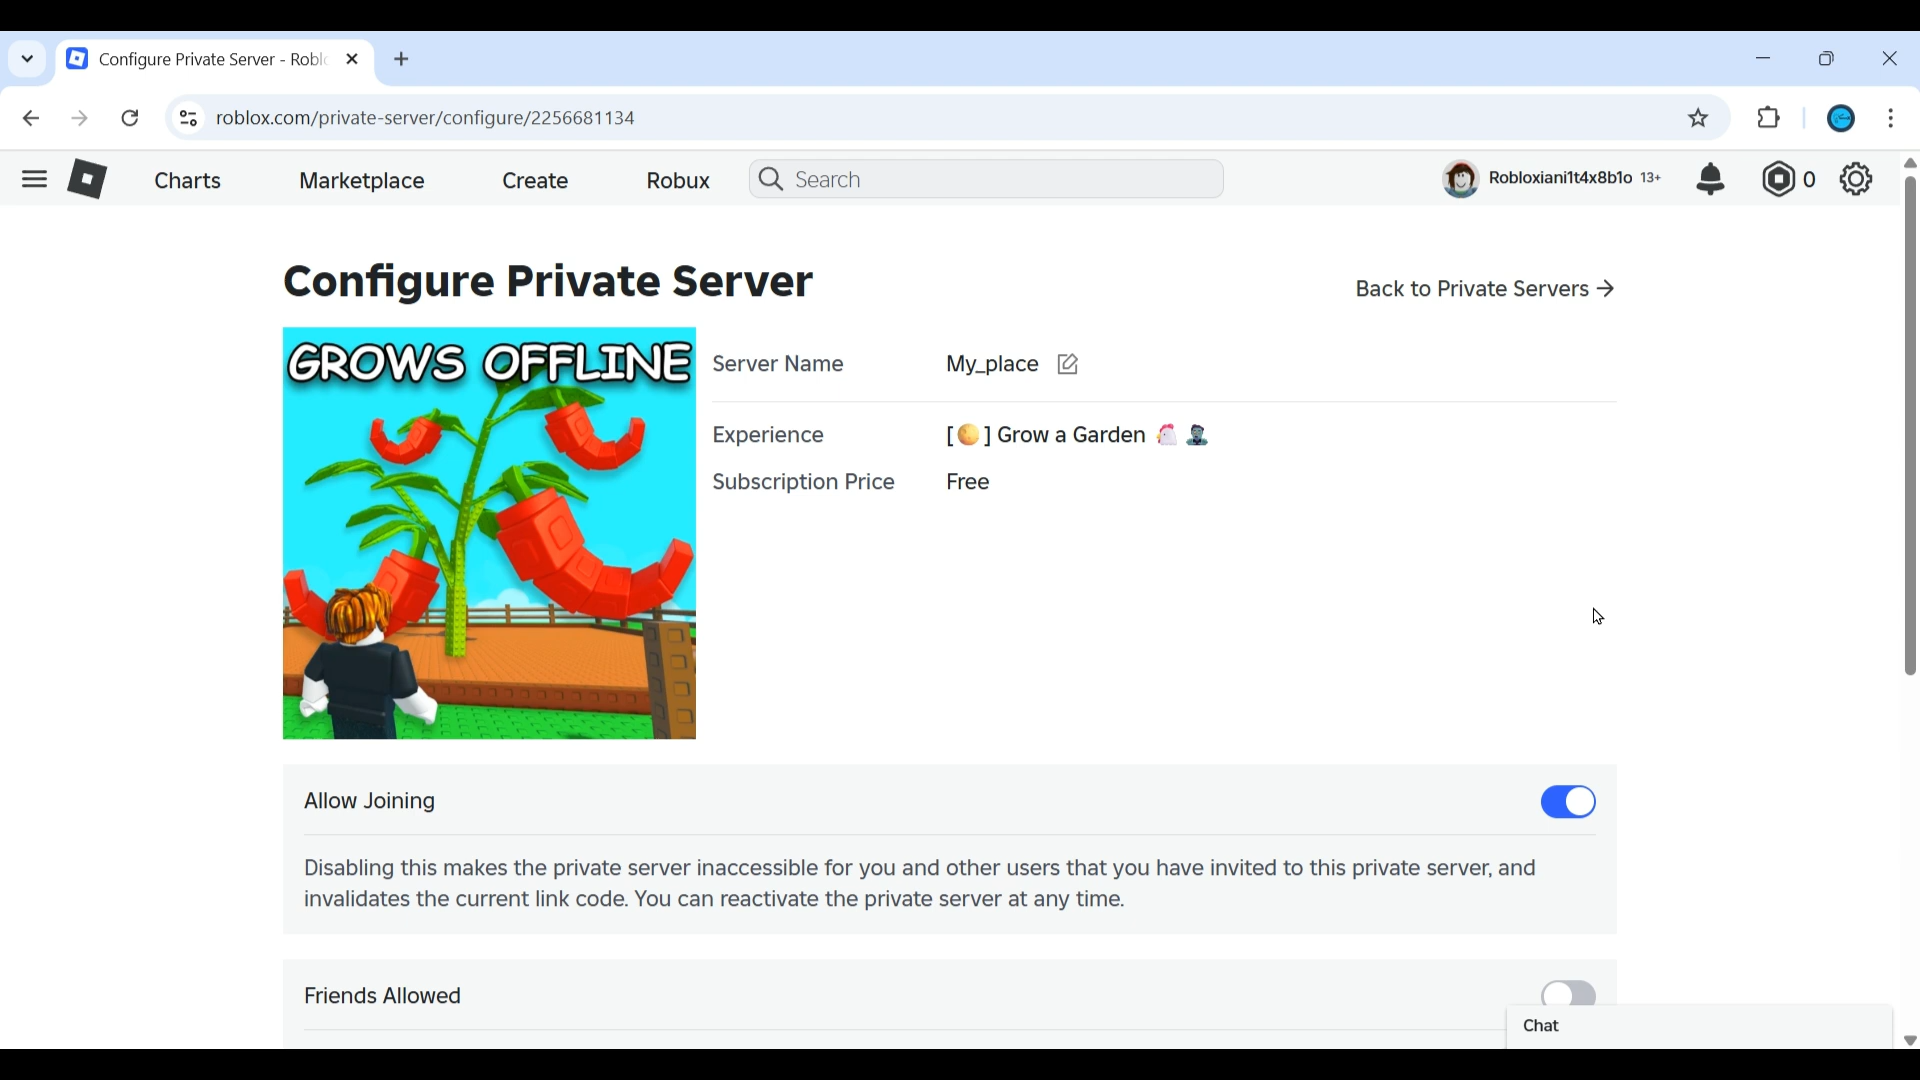 Configure Private Server - Robl
roblox.com/private-server/configure/2256681134
Charts
Marketplace
Create
Robux
Search
Robloxiani1t4x8b1o 13+
0
Configure Private Server
Back to Private Servers →
GROWS OFFLINE
Server Name
My_place
Experience
[🌕] Grow a Garden 🐔 🧟
Subscription Price
Free
Allow Joining
Disabling this makes the private server inaccessible for you and other users that you have invited to this private server, and
invalidates the current link code. You can reactivate the private server at any time.
Friends Allowed
Chat